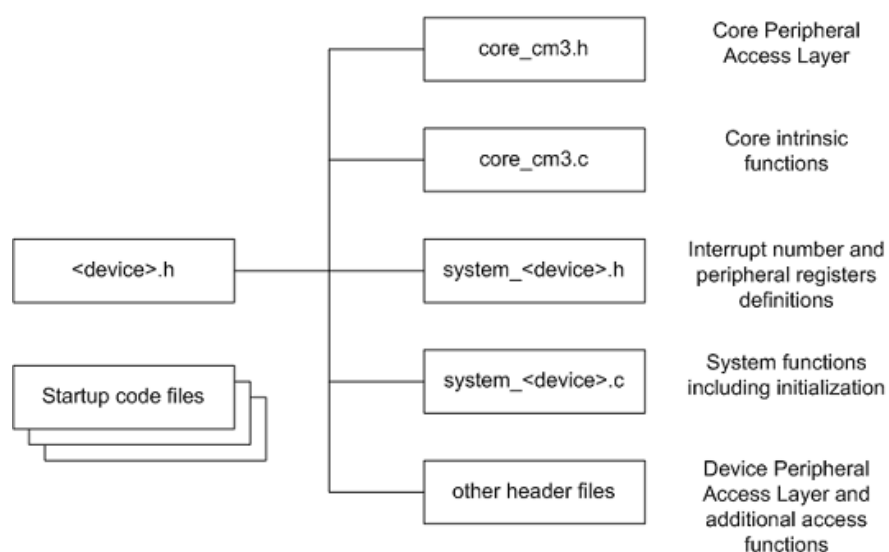 core_cm3.h
Core Peripheral
Access Layer
core_cm3.c
Core intrinsic
functions
<device>.h
system_<device>.h
Interrupt number and
peripheral registers
definitions
Startup code files
system_<device>.c
System functions
including initialization
other header files
Device Peripheral
Access Layer and
additional access
functions